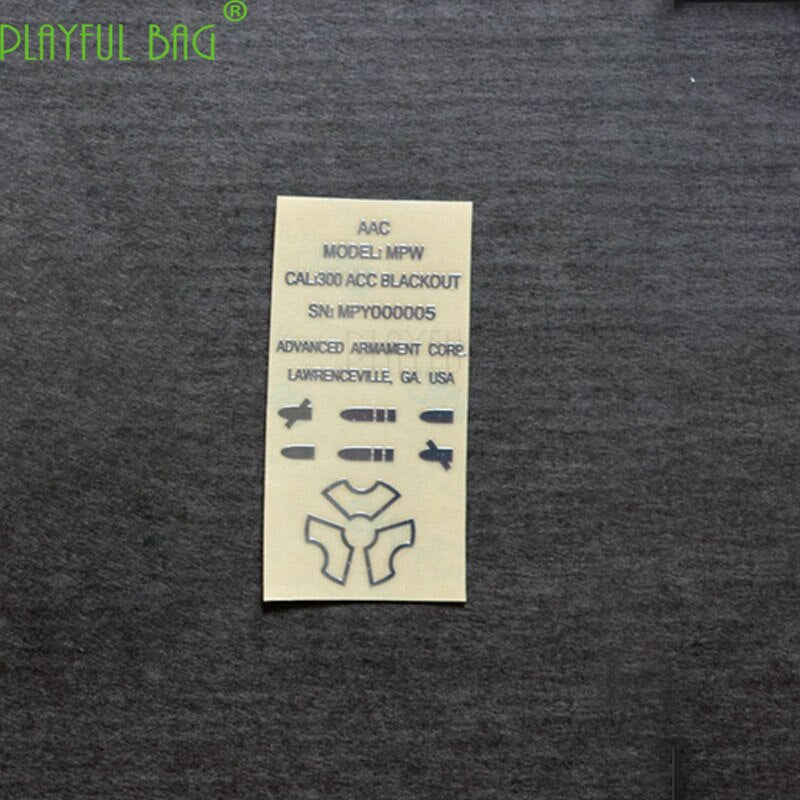 PLAYFUL BAG®
AAC
MODEL: MPW
CAL:300 ACC BLACKOUT
SN: MPY000005
ADVANCED ARMAMENT CORP.
LAWRENCEVILLE, GA. USA